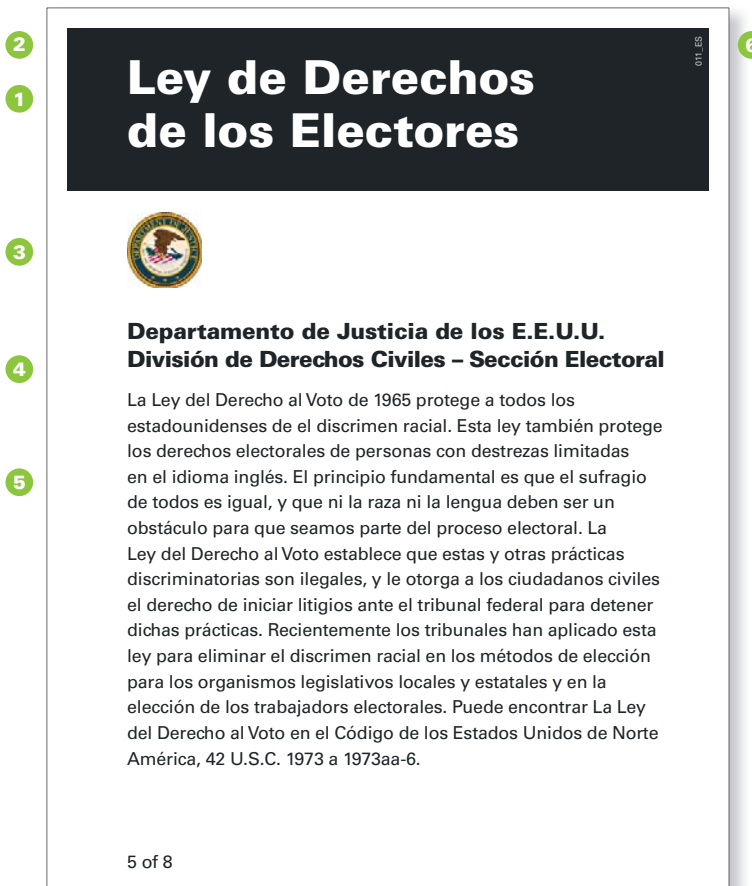 2
6
011_ES
1
Ley de Derechos
de los Electores
3
DEPARTMENT OF JUSTICE
Departamento de Justicia de los E.E.U.U.
4
División de Derechos Civiles – Sección Electoral
La Ley del Derecho al Voto de 1965 protege a todos los
estadounidenses de el discrimen racial. Esta ley también protege
los derechos electorales de personas con destrezas limitadas
5
en el idioma inglés. El principio fundamental es que el sufragio
de todos es igual, y que ni la raza ni la lengua deben ser un
obstáculo para que seamos parte del proceso electoral. La
Ley del Derecho al Voto establece que estas y otras prácticas
discriminatorias son ilegales, y le otorga a los ciudadanos civiles
el derecho de iniciar litigios ante el tribunal federal para detener
dichas prácticas. Recientemente los tribunales han aplicado esta
ley para eliminar el discrimen racial en los métodos de elección
para los organismos legislativos locales y estatales y en la
elección de los trabajadors electorales. Puede encontrar La Ley
del Derecho al Voto en el Código de los Estados Unidos de Norte
América, 42 U.S.C. 1973 a 1973aa-6.
5 of 8